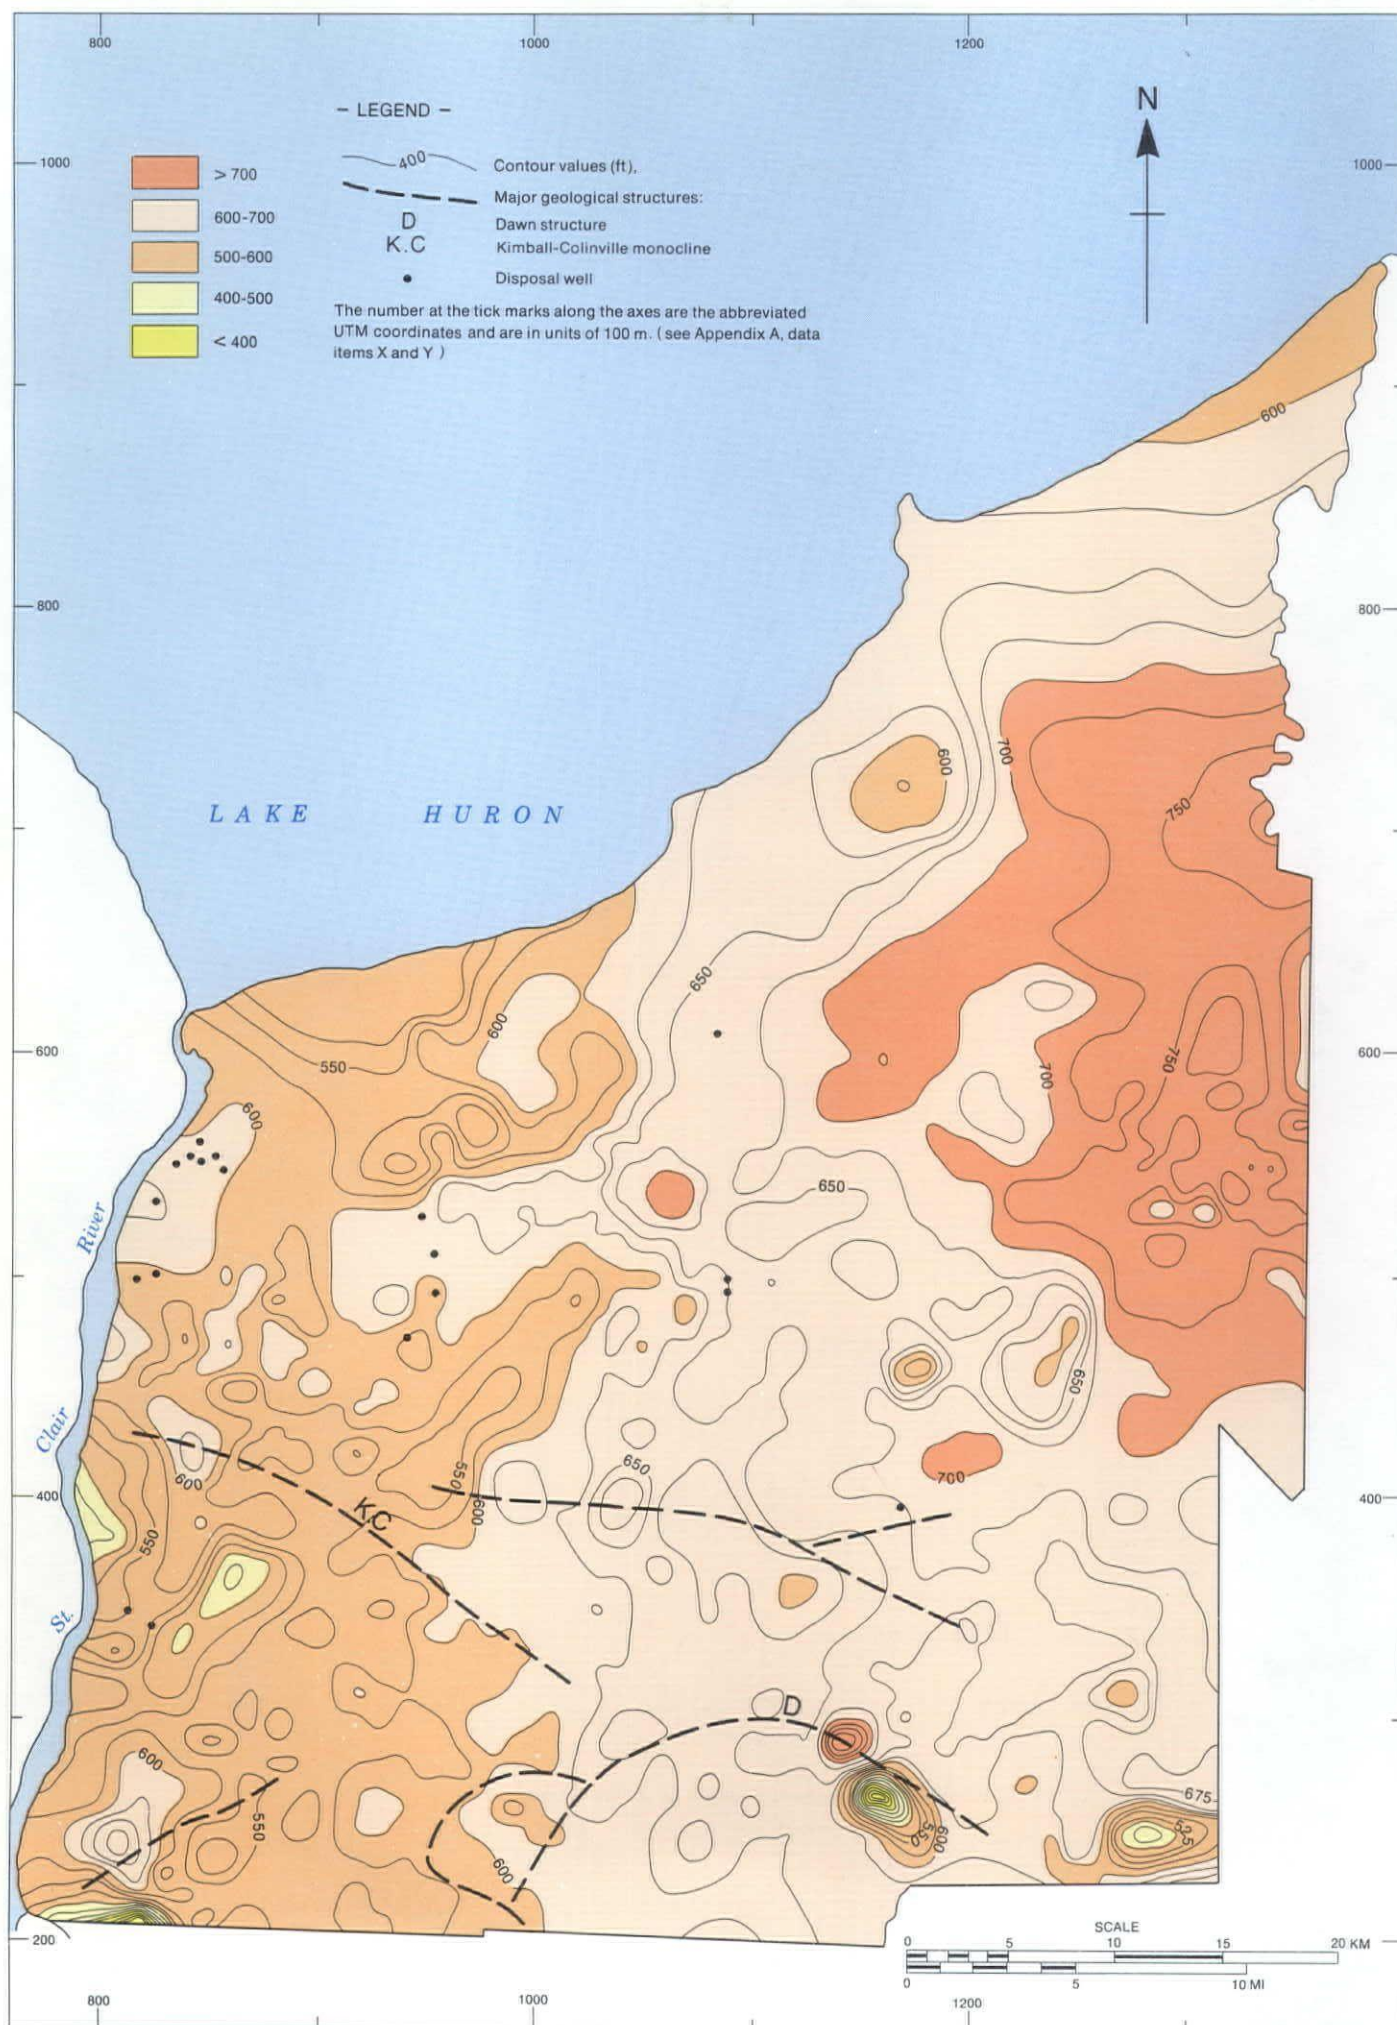 800 1000 1200
N
– LEGEND –
1000 1000
> 700
400 Contour values (ft),
Major geological structures:
600-700
D Dawn structure
K.C Kimball-Colinville monocline
500-600
Disposal well
400-500
The number at the tick marks along the axes are the abbreviated
UTM coordinates and are in units of 100 m. ( see Appendix A, data
items X and Y )
< 400
600
800 800
600
700
750
LAKE HURON
650
600
600 600
550
750
700
600
650
River
650
Clair
700
650
550
600
400 400
600
K.C
550
St.
D
600
675
550
525
550
600
600
SCALE
0 5 10 15 20 KM
200
0 5 10 MI
800 1000 1200